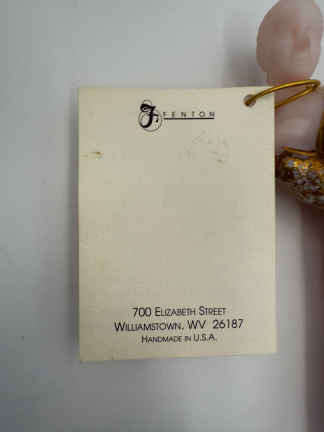 F FENTON
700 ELIZABETH STREET
WILLIAMSTOWN, WV 26187
HANDMADE IN U.S.A.